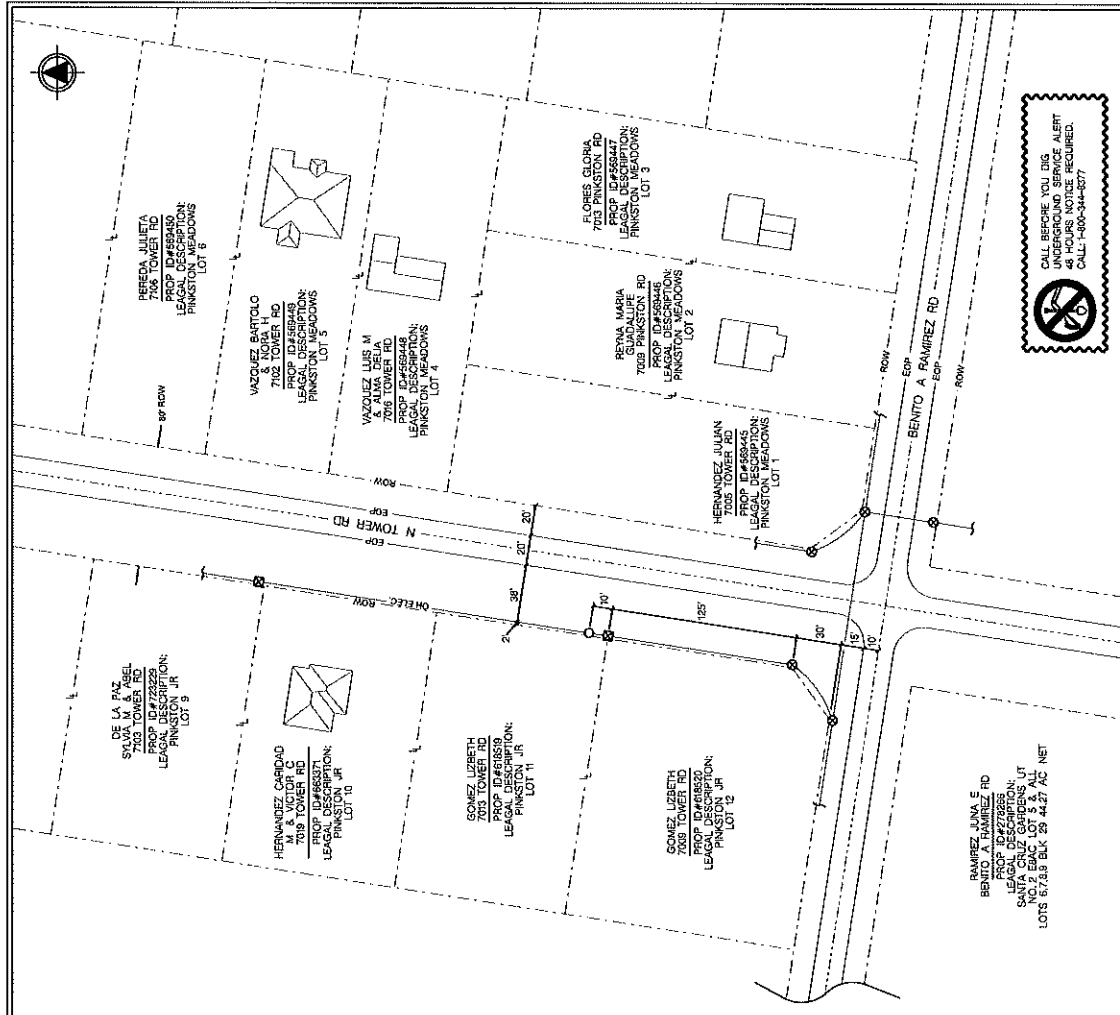 PEREDA JULIETA
7106 TOWER RD
PROP ID#569450
LEAGAL DESCRIPTION:
PINKSTON MEADOWS
LOT 6
80' ROW
VAZQUEZ BARTOLO
& NORA H
7102 TOWER RD
PROP ID#569449
LEAGAL DESCRIPTION:
PINKSTON MEADOWS
LOT 5
VAZQUEZ LUIS M
& ALMA DELIA
7016 TOWER RD
PROP ID#569448
LEAGAL DESCRIPTION:
PINKSTON MEADOWS
LOT 4
FLORES GLORIA
7013 PINKSTON RD
PROP ID#569447
LEAGAL DESCRIPTION:
PINKSTON MEADOWS
LOT 3
REYNA MARIA
GUADALUPE
7009 PINKSTON RD
PROP ID#569446
LEAGAL DESCRIPTION:
PINKSTON MEADOWS
LOT 2
HERNANDEZ JULIAN
7005 TOWER RD
PROP ID#569445
LEAGAL DESCRIPTION:
PINKSTON MEADOWS
LOT 1
ROW
EOP
N TOWER RD
EOP
OH ELEC.
ROW
2'
38'
20'
20'
10'
125'
30'
15'
10'
DE LA PAZ
SYLVIA M & ABEL
7103 TOWER RD
PROP ID#723229
LEAGAL DESCRIPTION:
PINKSTON JR
LOT 9
HERNANDEZ CARIDAD
M & VICTOR C
7019 TOWER RD
PROP ID#663371
LEAGAL DESCRIPTION:
PINKSTON JR
LOT 10
GOMEZ LIZBETH
7013 TOWER RD
PROP ID#618519
LEAGAL DESCRIPTION:
PINKSTON JR
LOT 11
GOMEZ LIZBETH
7009 TOWER RD
PROP ID#618520
LEAGAL DESCRIPTION:
PINKSTON JR
LOT 12
RAMIREZ JUNA E
BENITO A RAMIREZ RD
PROP ID#278266
LEAGAL DESCRIPTION:
SANTA CRUZ GARDENS UT
NO.2 E8AC LOT 5 & ALL
LOTS 6,7,8,9 BLK 29 44.27 AC NET
ROW
EOP
BENITO A RAMIREZ RD
EOP
ROW
CALL BEFORE YOU DIG
UNDERGROUND SERVICE ALERT
48 HOURS NOTICE REQUIRED.
CALL: 1-800-344-8377